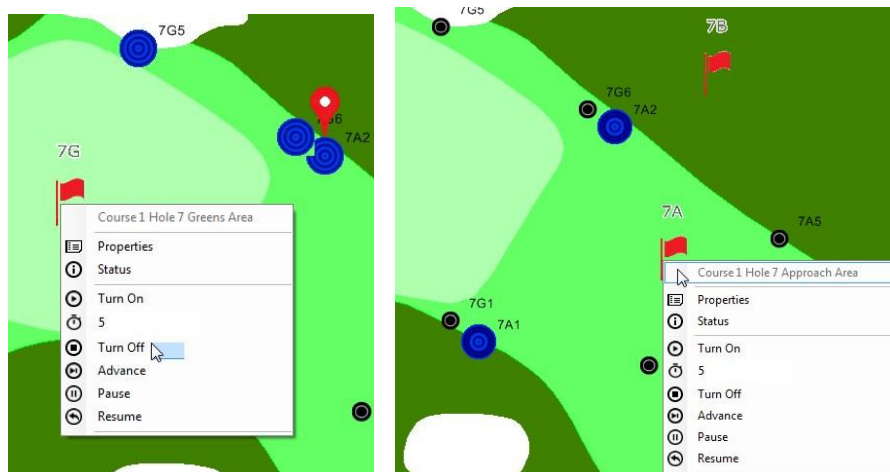 7G5
7A2
7G
Course 1 Hole 7 Greens Area
Properties
Status
Turn On
5
Turn Off
Advance
Pause
Resume
7G5
7B
7G6
7A2
7A
7A5
Course 1 Hole 7 Approach Area
Properties
Status
Turn On
5
Turn Off
Advance
Pause
Resume
7G1
7A1